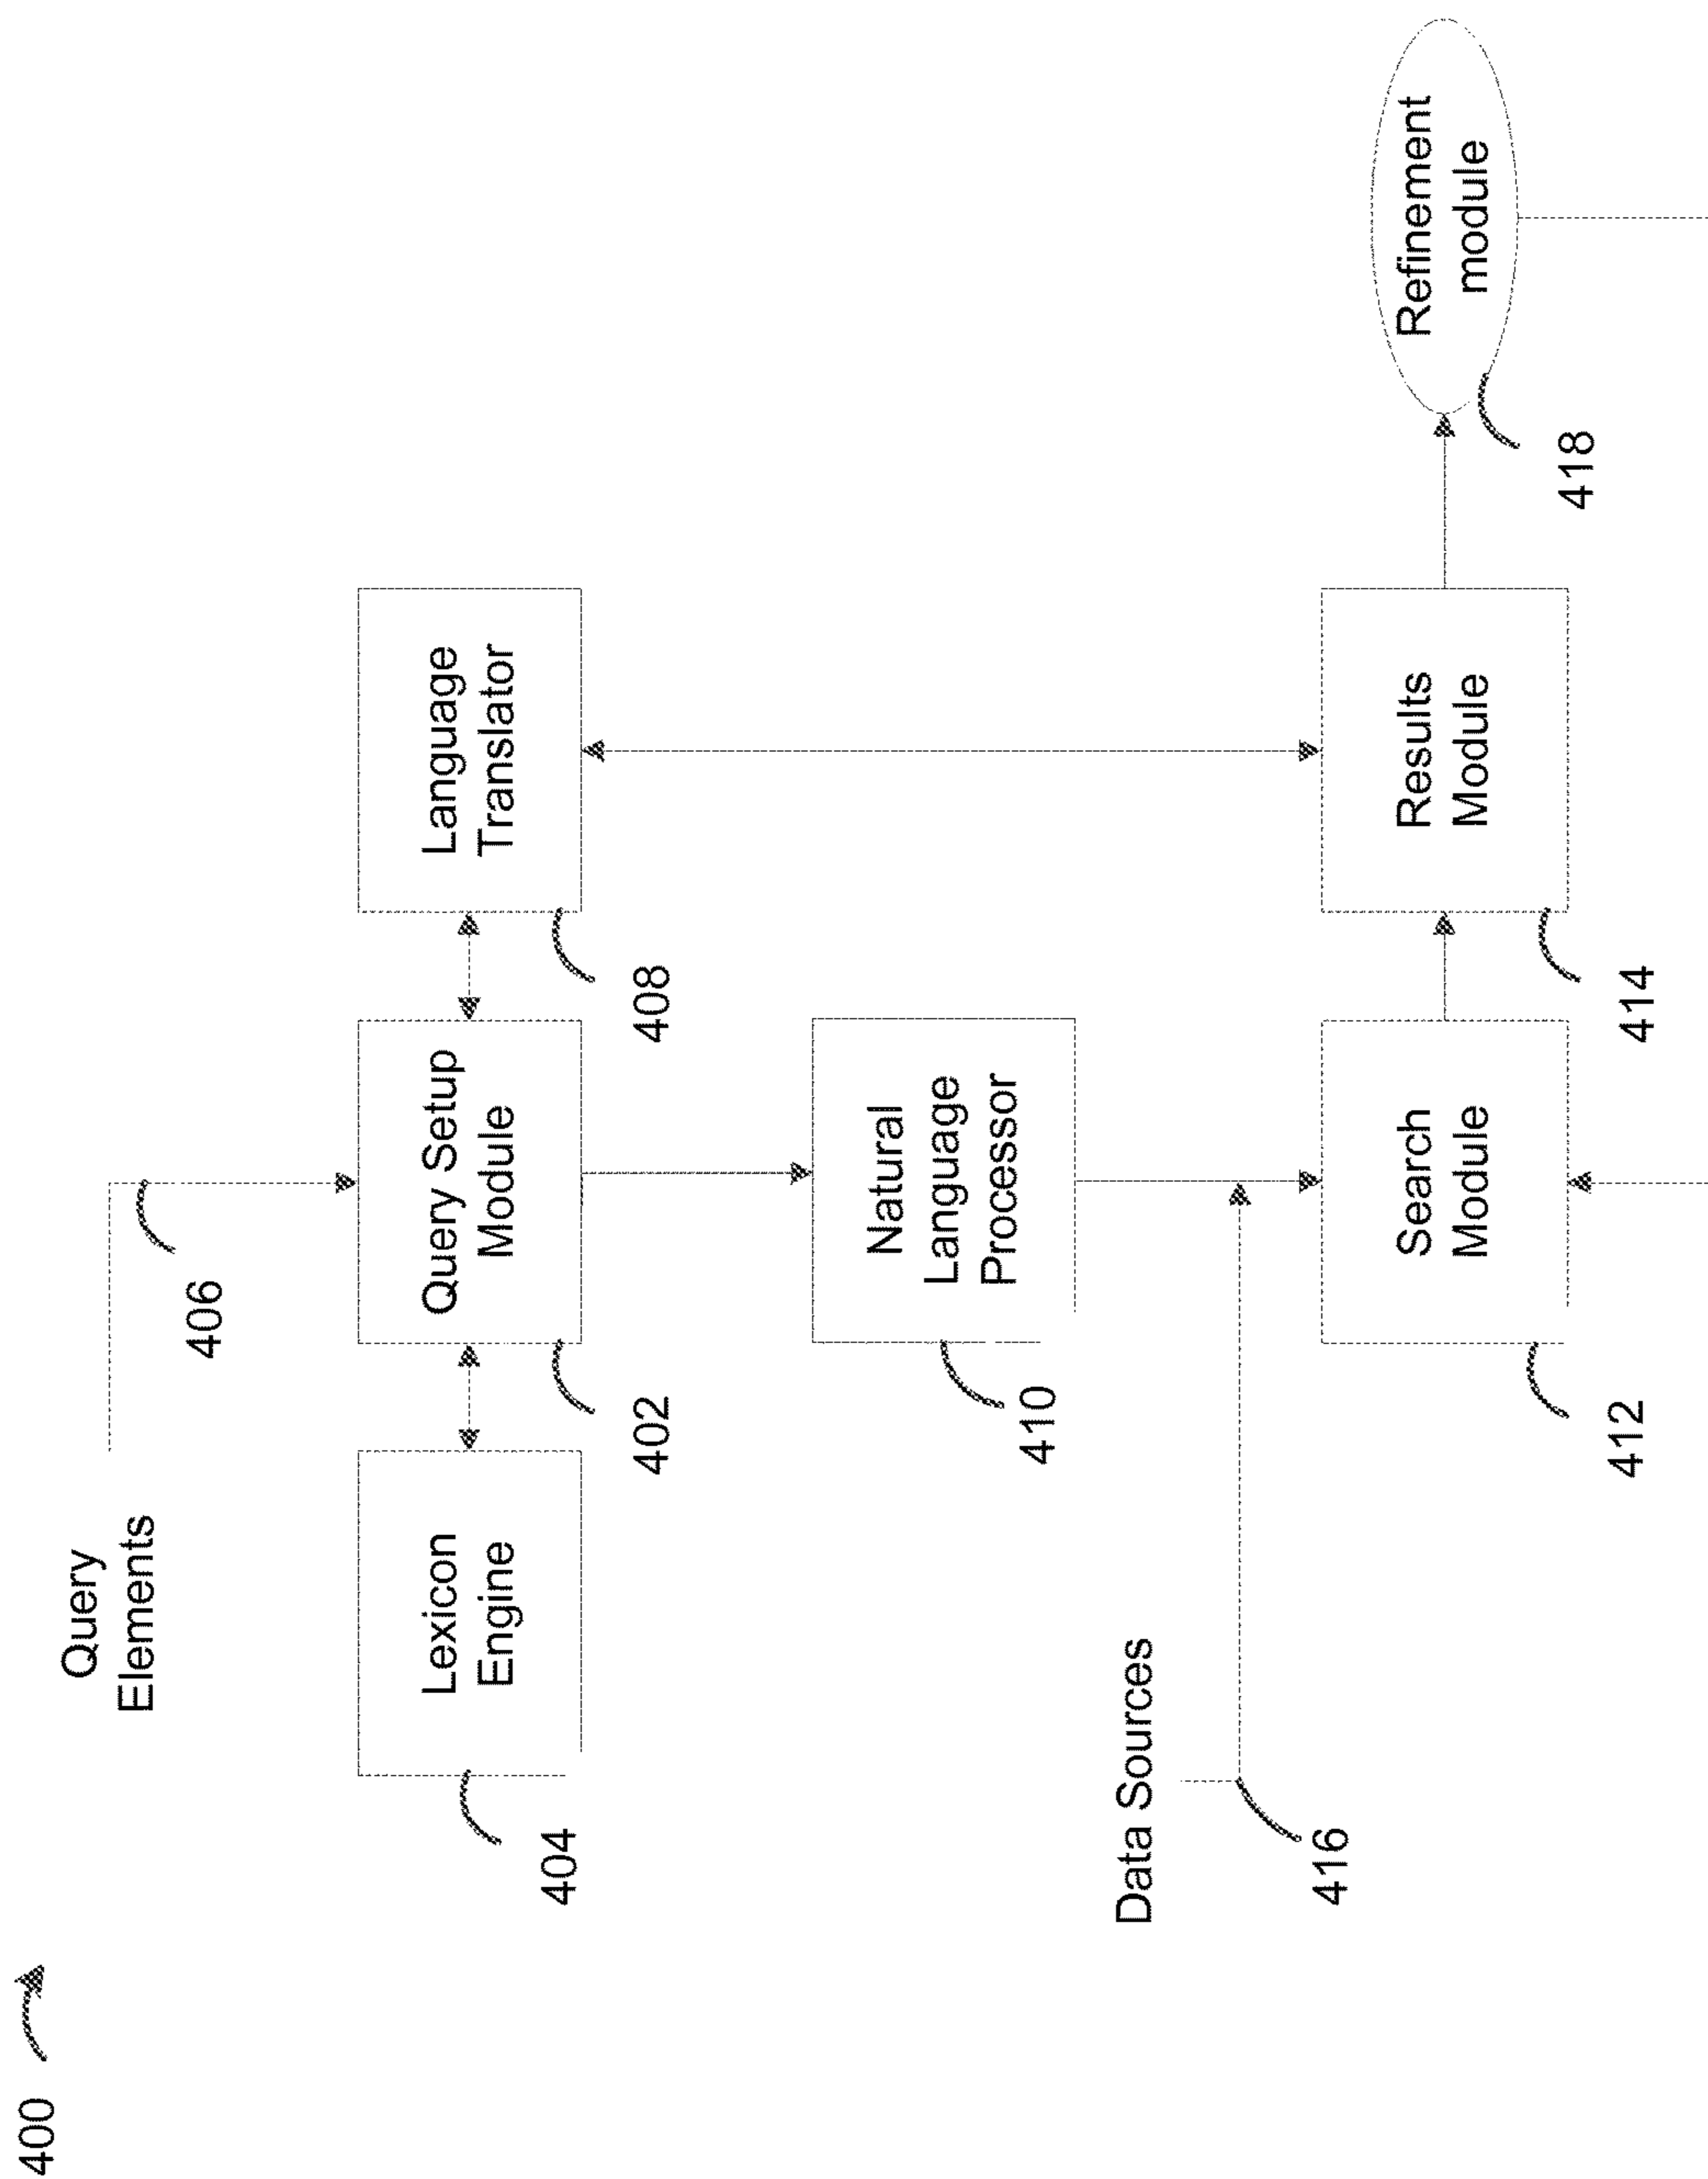 400
Query
Elements
406
Lexicon
Engine
404
Query Setup
Module
402
Language
Translator
408
Natural
Language
Processor
410
Data Sources
416
Search
Module
412
Results
Module
414
Refinement
module
418